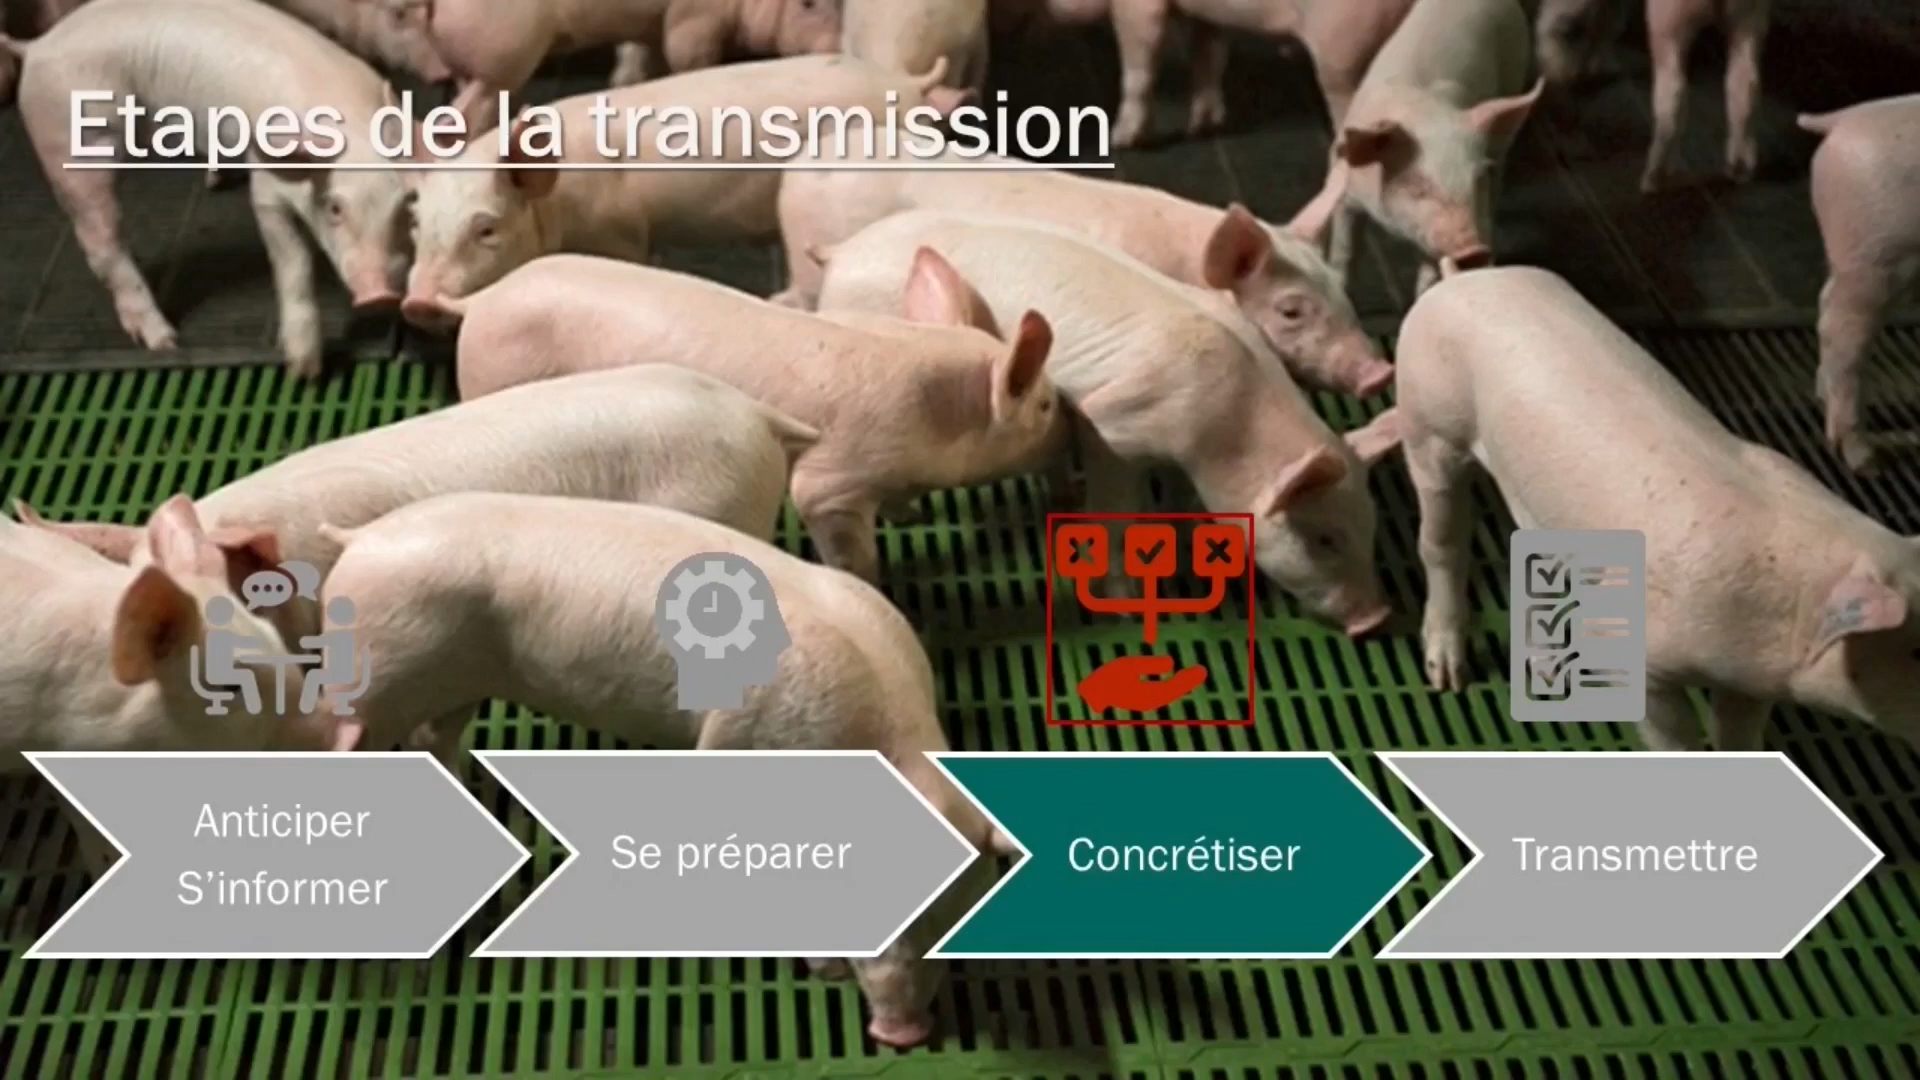 Etapes de la transmission
Anticiper
S'informer
Se préparer
Concrétiser
Transmettre